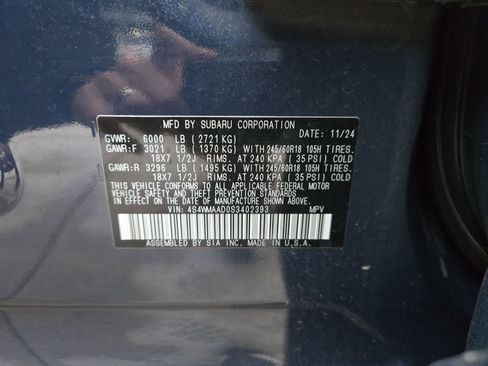 MFD BY SUBARU CORPORATION
DATE: 11/24
GVWR: 6000 LB (2721 KG)
GAWR:F 3021 LB (1370 KG) WITH 245/60R18 105H TIRES,
18X7 1/2J RIMS, AT 240 KPA (35 PSI) COLD
GAWR:R 3296 LB (1495 KG) WITH 245/60R18 105H TIRES,
18X7 1/2J RIMS, AT 240 KPA (35 PSI) COLD
THIS VEHICLE CONFORMS TO ALL APPLICABLE FEDERAL MOTOR
VEHICLE SAFETY AND THEFT PREVENTION STANDARDS
IN EFFECT ON THE DATE OF MANUFACTURE SHOWN ABOVE.
VIN: 4S4WMAAD0S3402393 MPV
ASSEMBLED BY SIA INC. MADE IN U.S.A.